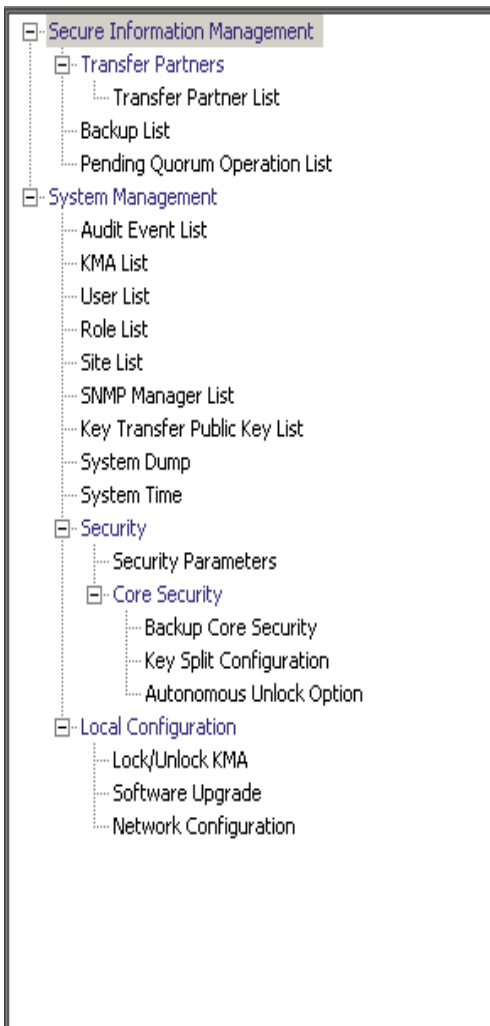 Secure Information Management
Transfer Partners
Transfer Partner List
Backup List
Pending Quorum Operation List
System Management
Audit Event List
KMA List
User List
Role List
Site List
SNMP Manager List
Key Transfer Public Key List
System Dump
System Time
Security
Security Parameters
Core Security
Backup Core Security
Key Split Configuration
Autonomous Unlock Option
Local Configuration
Lock/Unlock KMA
Software Upgrade
Network Configuration